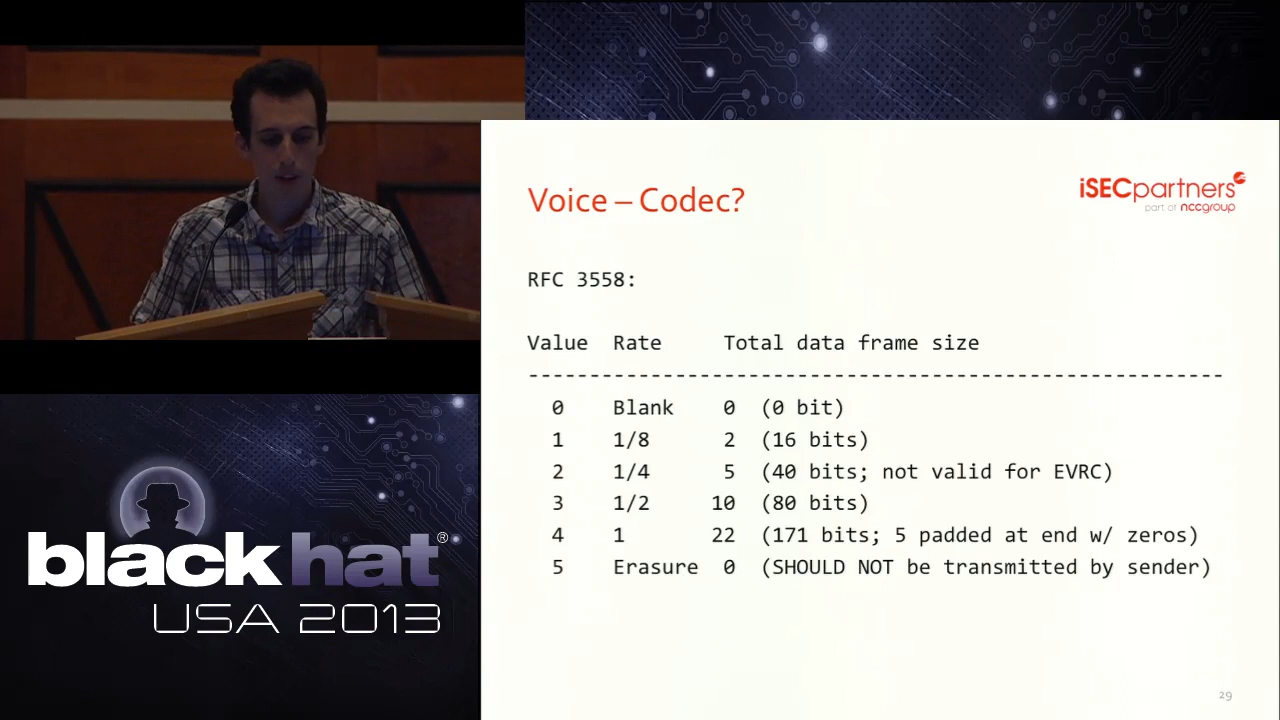 Voice – Codec?
iSECpartners
part of nccgroup
RFC 3558:
Value Rate Total data frame size
---------------------------------------------------------
0 Blank 0 (0 bit)
1 1/8 2 (16 bits)
2 1/4 5 (40 bits; not valid for EVRC)
3 1/2 10 (80 bits)
4 1 22 (171 bits; 5 padded at end w/ zeros)
5 Erasure 0 (SHOULD NOT be transmitted by sender)
29
black hat®
USA 2013